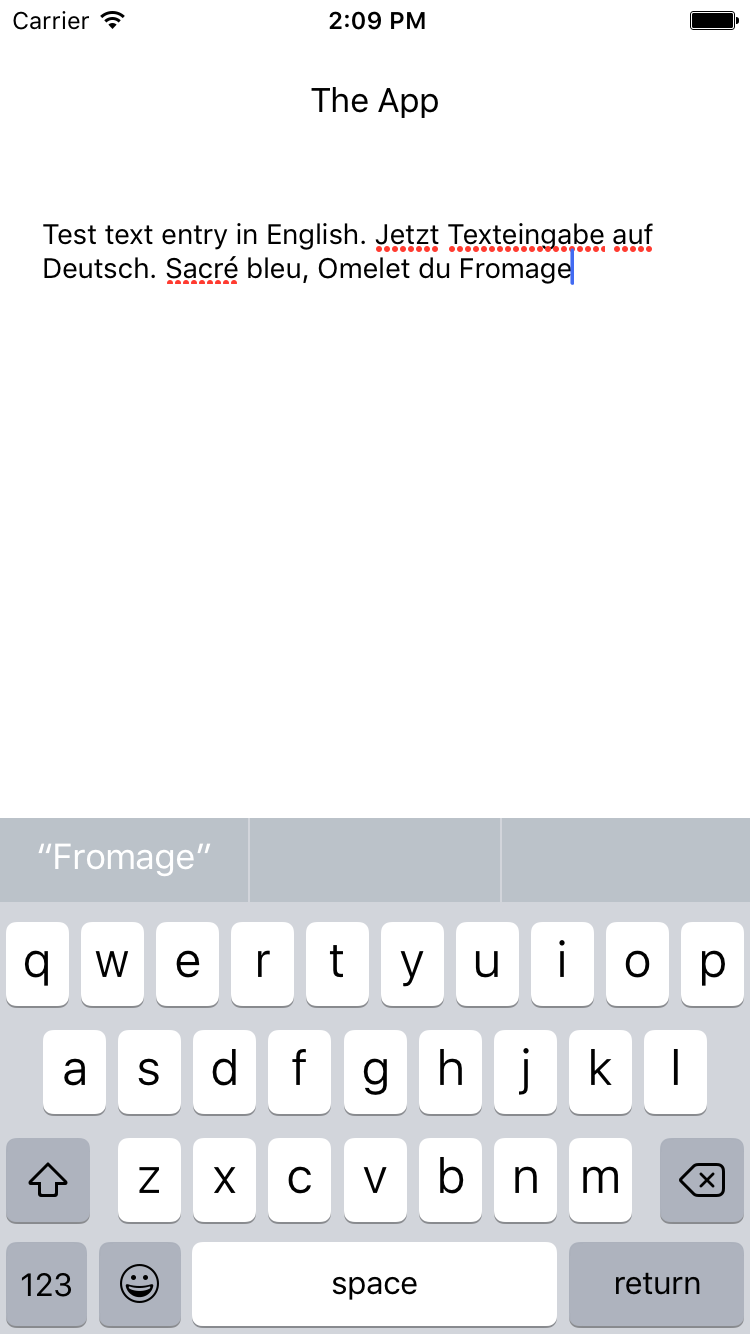 Carrier 2:09 PM
The App
Test text entry in English. Jetzt Texteingabe auf
Deutsch. Sacré bleu, Omelet du Fromage
“Fromage”
q w e r t y u i o p
a s d f g h j k l
z x c v b n m
123 space return